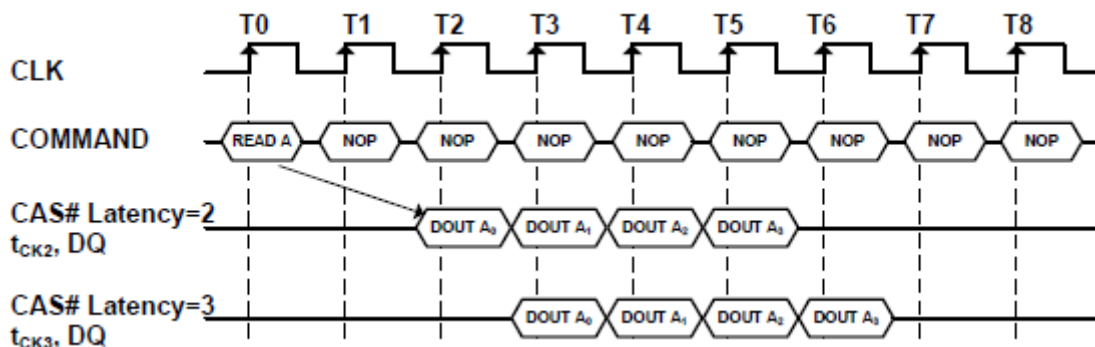 T0 T1 T2 T3 T4 T5 T6 T7 T8
CLK
COMMAND READ A NOP NOP NOP NOP NOP NOP NOP NOP
CAS# Latency=2
tCK2, DQ DOUT A0 DOUT A1 DOUT A2 DOUT A3
CAS# Latency=3
tCK3, DQ DOUT A0 DOUT A1 DOUT A2 DOUT A3